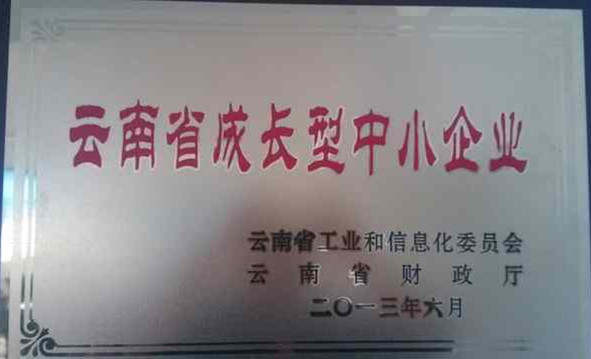 云南省成长型中小企业
云南省工业和信息化委员会
云南省财政厅
二〇一三年六月